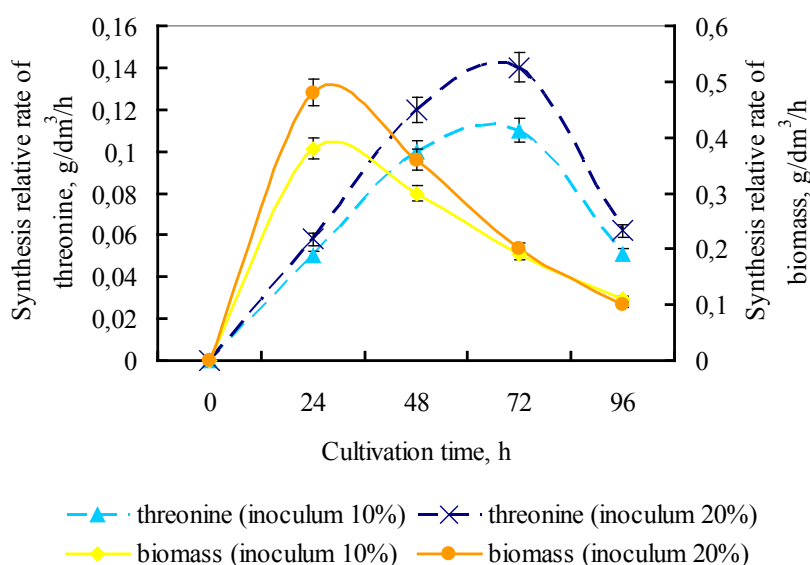 Synthesis relative rate of
threonine, g/dm³/h
0,16
0,14
0,12
0,1
0,08
0,06
0,04
0,02
0
0,6
0,5
0,4
0,3
0,2
0,1
0
Synthesis relative rate of
biomass, g/dm³/h
0 24 48 72 96
Cultivation time, h
threonine (inoculum 10%) threonine (inoculum 20%)
biomass (inoculum 10%) biomass (inoculum 20%)